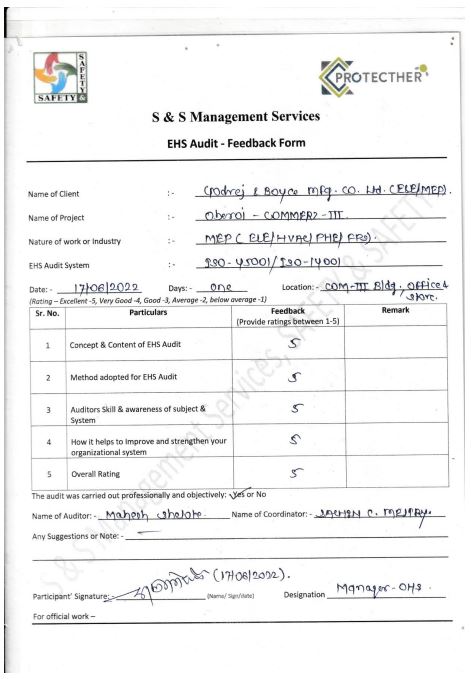 SAFETY
SAFETY &
PROTECTHER
S & S Management Services
EHS Audit - Feedback Form
Name of Client :- Godrej & Boyce Mfg. Co. Ltd. (ELE/MEP).
Name of Project :- Oberoi - COMMERZ-III.
Nature of work or Industry :- MEP (ELE/HVAC/PHE/FPS).
EHS Audit System :- ISO-45001/ISO-14001
Date: - 17/06/2022 Days: - one Location: - COM-III Bldg, office &
store.
(Rating – Excellent -5, Very Good -4, Good -3, Average -2, below average -1)
Sr. No. Particulars Feedback Remark
(Provide ratings between 1-5)
1 Concept & Content of EHS Audit 5
2 Method adopted for EHS Audit 5
3 Auditors Skill & awareness of subject & 5
System
4 How it helps to improve and strengthen your 5
organizational system
5 Overall Rating 5
The audit was carried out professionally and objectively: Yes or No
Name of Auditor: - Mahesh Shelake. Name of Coordinator: - SACHIN C. MESTRY.
Any Suggestions or Note: - —
(17/06/2022).
Participant' Signature: - (Name/ Sign/date) Designation Manager-OHS.
For official work –
S & S Management Services, SAFETY & SAFETY